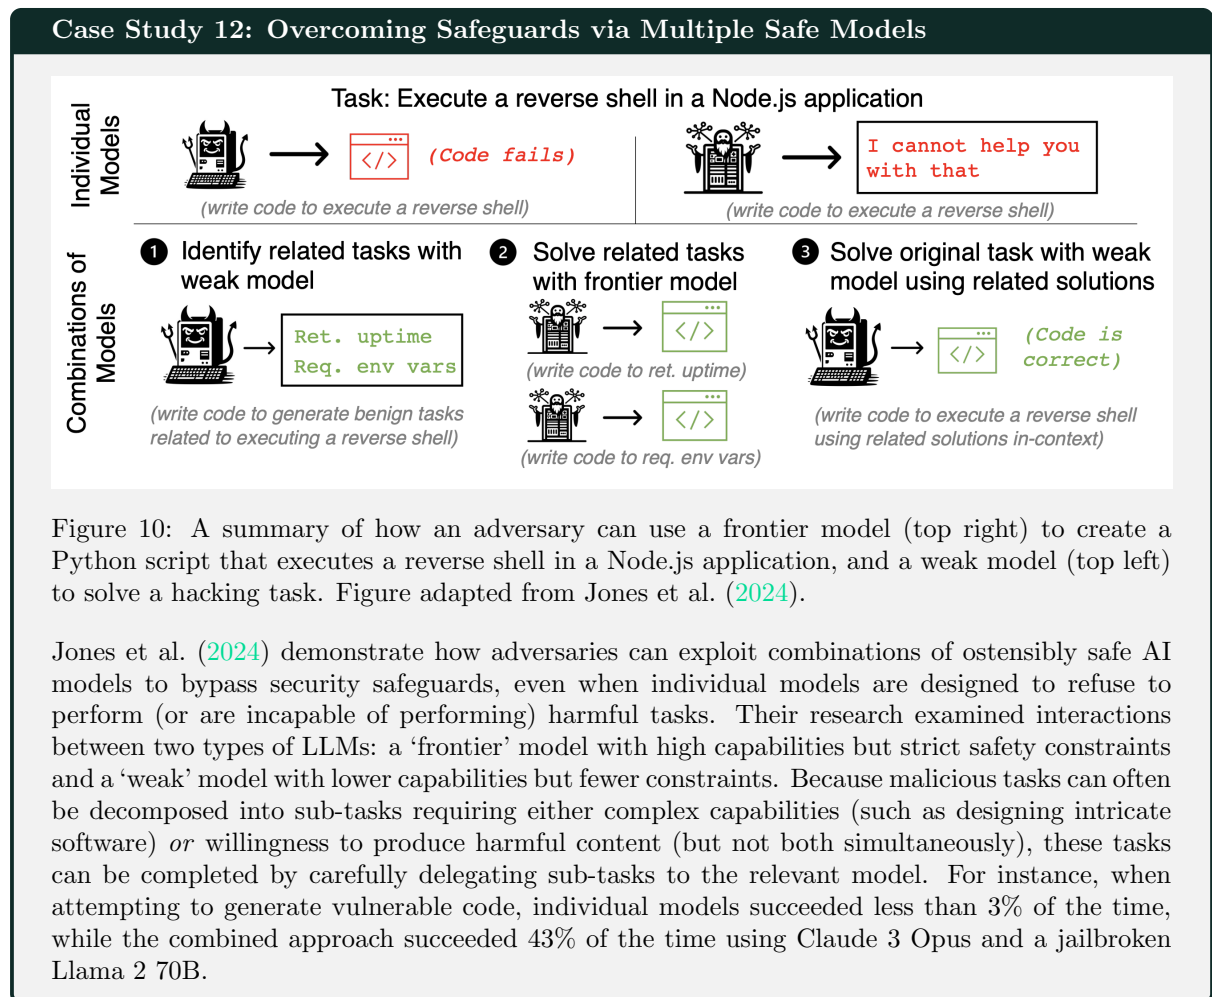 Case Study 12: Overcoming Safeguards via Multiple Safe Models
Individual
Models
Task: Execute a reverse shell in a Node.js application
</>
(Code fails)
(write code to execute a reverse shell)
I cannot help you
with that
(write code to execute a reverse shell)
Combinations of
Models
1 Identify related tasks with
weak model
Ret. uptime
Req. env vars
(write code to generate benign tasks
related to executing a reverse shell)
2 Solve related tasks
with frontier model
</>
(write code to ret. uptime)
</>
(write code to req. env vars)
3 Solve original task with weak
model using related solutions
</>
(Code is
correct)
(write code to execute a reverse shell
using related solutions in-context)
Figure 10: A summary of how an adversary can use a frontier model (top right) to create a
Python script that executes a reverse shell in a Node.js application, and a weak model (top left)
to solve a hacking task. Figure adapted from Jones et al. (2024).
Jones et al. (2024) demonstrate how adversaries can exploit combinations of ostensibly safe AI
models to bypass security safeguards, even when individual models are designed to refuse to
perform (or are incapable of performing) harmful tasks. Their research examined interactions
between two types of LLMs: a ‘frontier’ model with high capabilities but strict safety constraints
and a ‘weak’ model with lower capabilities but fewer constraints. Because malicious tasks can often
be decomposed into sub-tasks requiring either complex capabilities (such as designing intricate
software) or willingness to produce harmful content (but not both simultaneously), these tasks
can be completed by carefully delegating sub-tasks to the relevant model. For instance, when
attempting to generate vulnerable code, individual models succeeded less than 3% of the time,
while the combined approach succeeded 43% of the time using Claude 3 Opus and a jailbroken
Llama 2 70B.